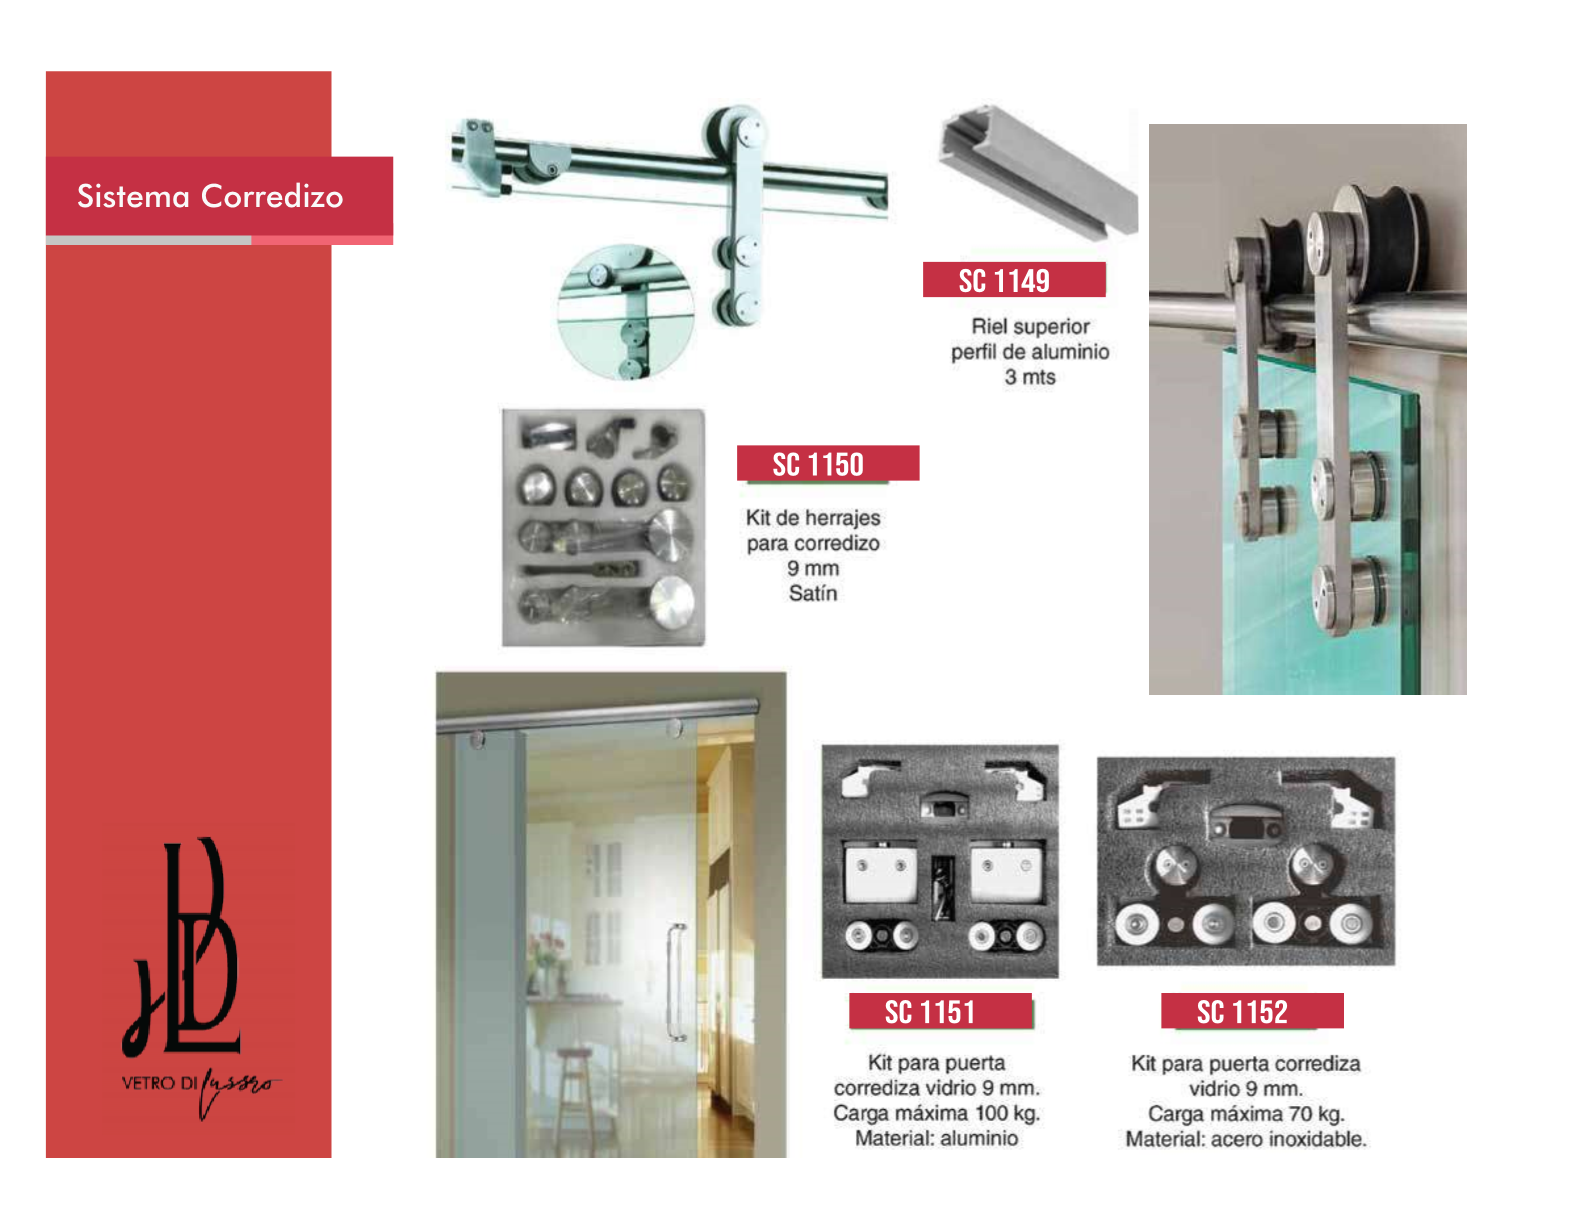 Sistema Corredizo
SC 1149
Riel superior
perfil de aluminio
3 mts
SC 1150
Kit de herrajes
para corredizo
9 mm
Satín
SC 1151
Kit para puerta
corrediza vidrio 9 mm.
Carga máxima 100 kg.
Material: aluminio
SC 1152
Kit para puerta corrediza
vidrio 9 mm.
Carga máxima 70 kg.
Material: acero inoxidable.
VETRO DI Lussro